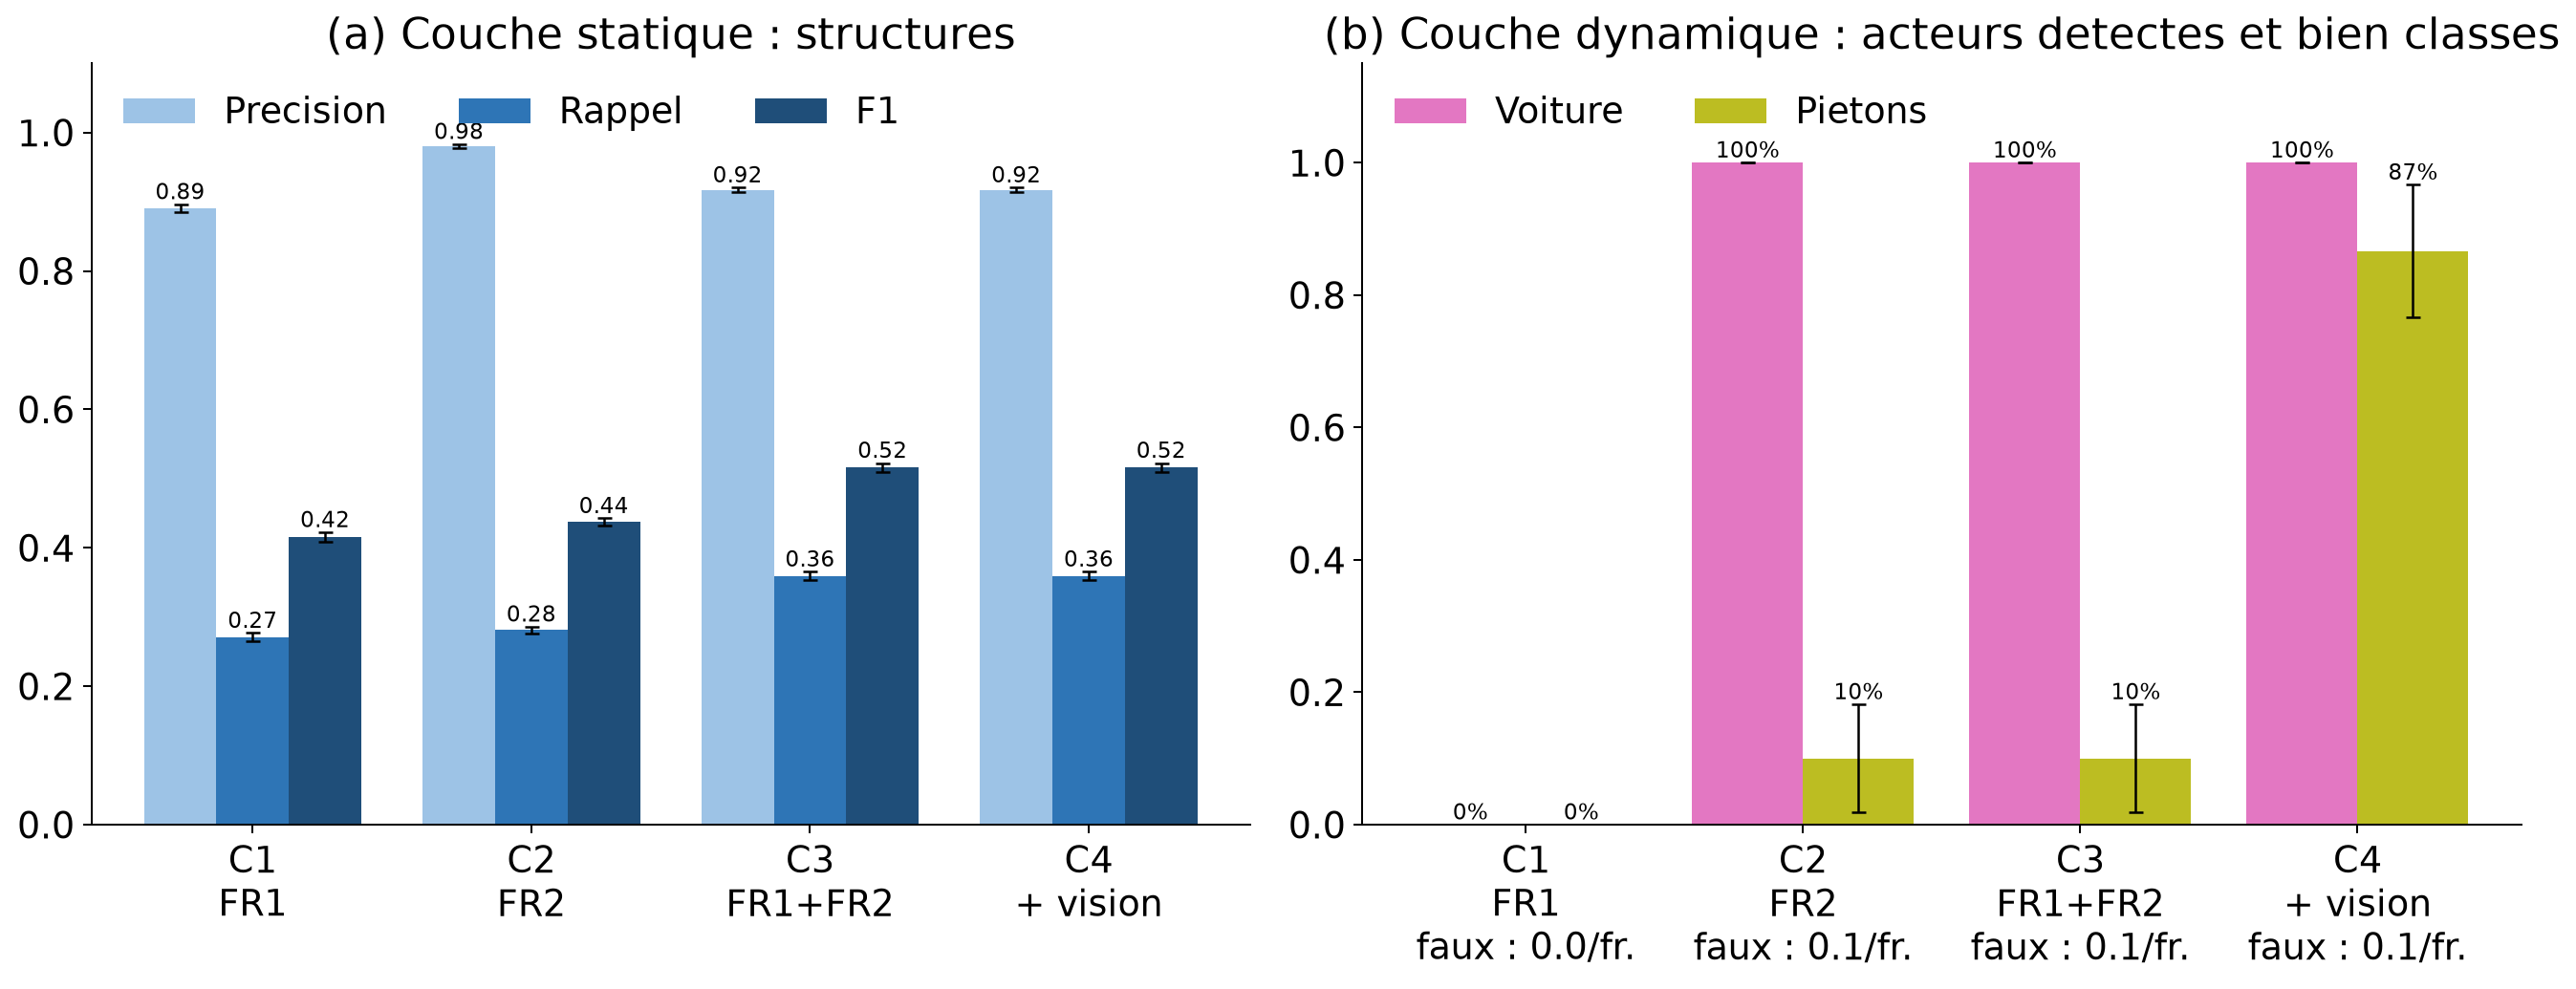 (a) Couche statique : structures
Precision Rappel F1
1.0
0.8
0.6
0.4
0.2
0.0
0.89
0.27
0.42
0.98
0.28
0.44
0.92
0.36
0.52
0.92
0.36
0.52
C1
FR1
C2
FR2
C3
FR1+FR2
C4
+ vision
(b) Couche dynamique : acteurs detectes et bien classes
Voiture Pietons
1.0
0.8
0.6
0.4
0.2
0.0
0%
0%
100%
10%
100%
10%
100%
87%
C1
FR1
faux : 0.0/fr.
C2
FR2
faux : 0.1/fr.
C3
FR1+FR2
faux : 0.1/fr.
C4
+ vision
faux : 0.1/fr.